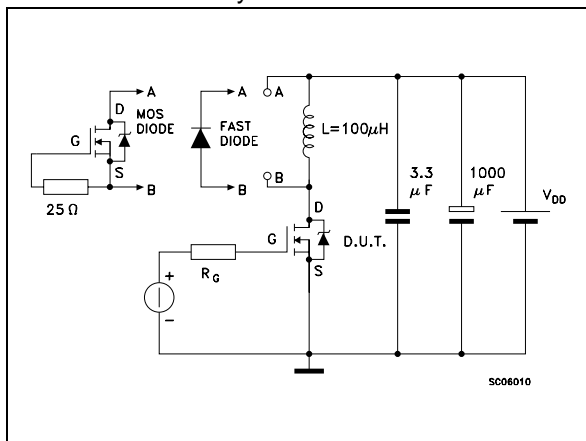 A
D
MOS
DIODE
G
S
B
25 Ω
A
FAST
DIODE
B
A
L=100μH
B
D
G
D.U.T.
S
RG
+
−
3.3
μF
1000
μF
VDD
SC06010